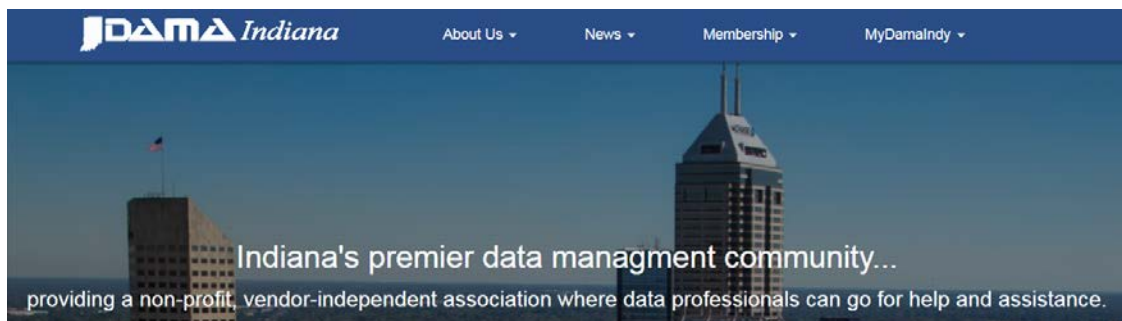 DAMA Indiana
About Us
News
Membership
MyDamaIndy
Indiana's premier data managment community...
providing a non-profit, vendor-independent association where data professionals can go for help and assistance.